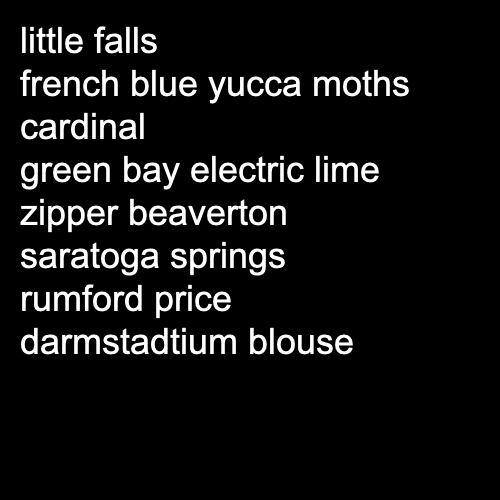 little falls
french blue yucca moths
cardinal
green bay electric lime
zipper beaverton
saratoga springs
rumford price
darmstadtium blouse